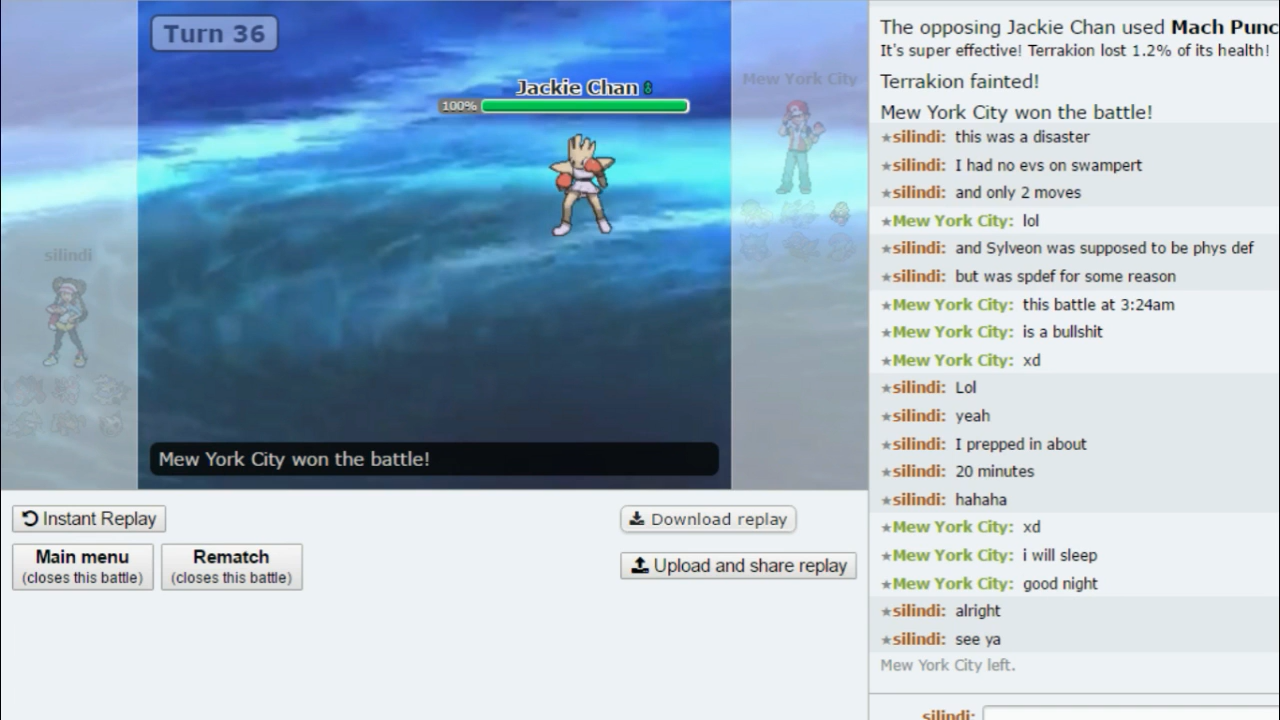 Turn 36
Jackie Chan
100%
Mew York City
silindi
Mew York City won the battle!
Instant Replay
Download replay
Main menu
(closes this battle)
Rematch
(closes this battle)
Upload and share replay
The opposing Jackie Chan used Mach Punc
It's super effective! Terrakion lost 1.2% of its health!
Terrakion fainted!
Mew York City won the battle!
★silindi: this was a disaster
★silindi: I had no evs on swampert
★silindi: and only 2 moves
★Mew York City: lol
★silindi: and Sylveon was supposed to be phys def
★silindi: but was spdef for some reason
★Mew York City: this battle at 3:24am
★Mew York City: is a bullshit
★Mew York City: xd
★silindi: Lol
★silindi: yeah
★silindi: I prepped in about
★silindi: 20 minutes
★silindi: hahaha
★Mew York City: xd
★Mew York City: i will sleep
★Mew York City: good night
★silindi: alright
★silindi: see ya
Mew York City left.
silindi: